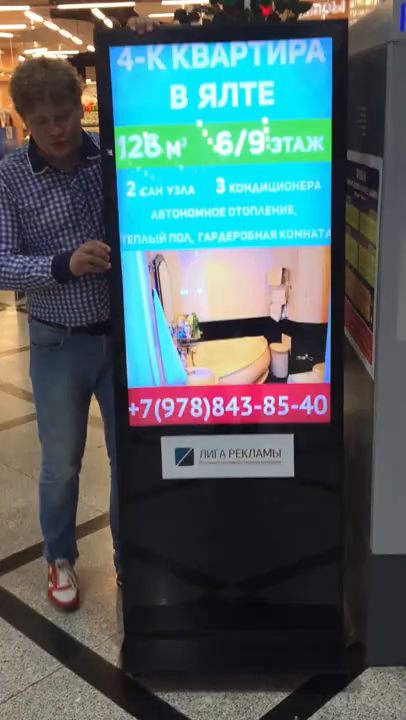 4-К КВАРТИРА
В ЯЛТЕ
126 М² 6/9 ЭТАЖ
2 САН УЗЛА 3 КОНДИЦИОНЕРА
АВТОНОМНОЕ ОТОПЛЕНИЕ,
ТЕПЛЫЙ ПОЛ, ГАРДЕРОБНАЯ КОМНАТА
+7(978)843-85-40
ЛИГА РЕКЛАМЫ